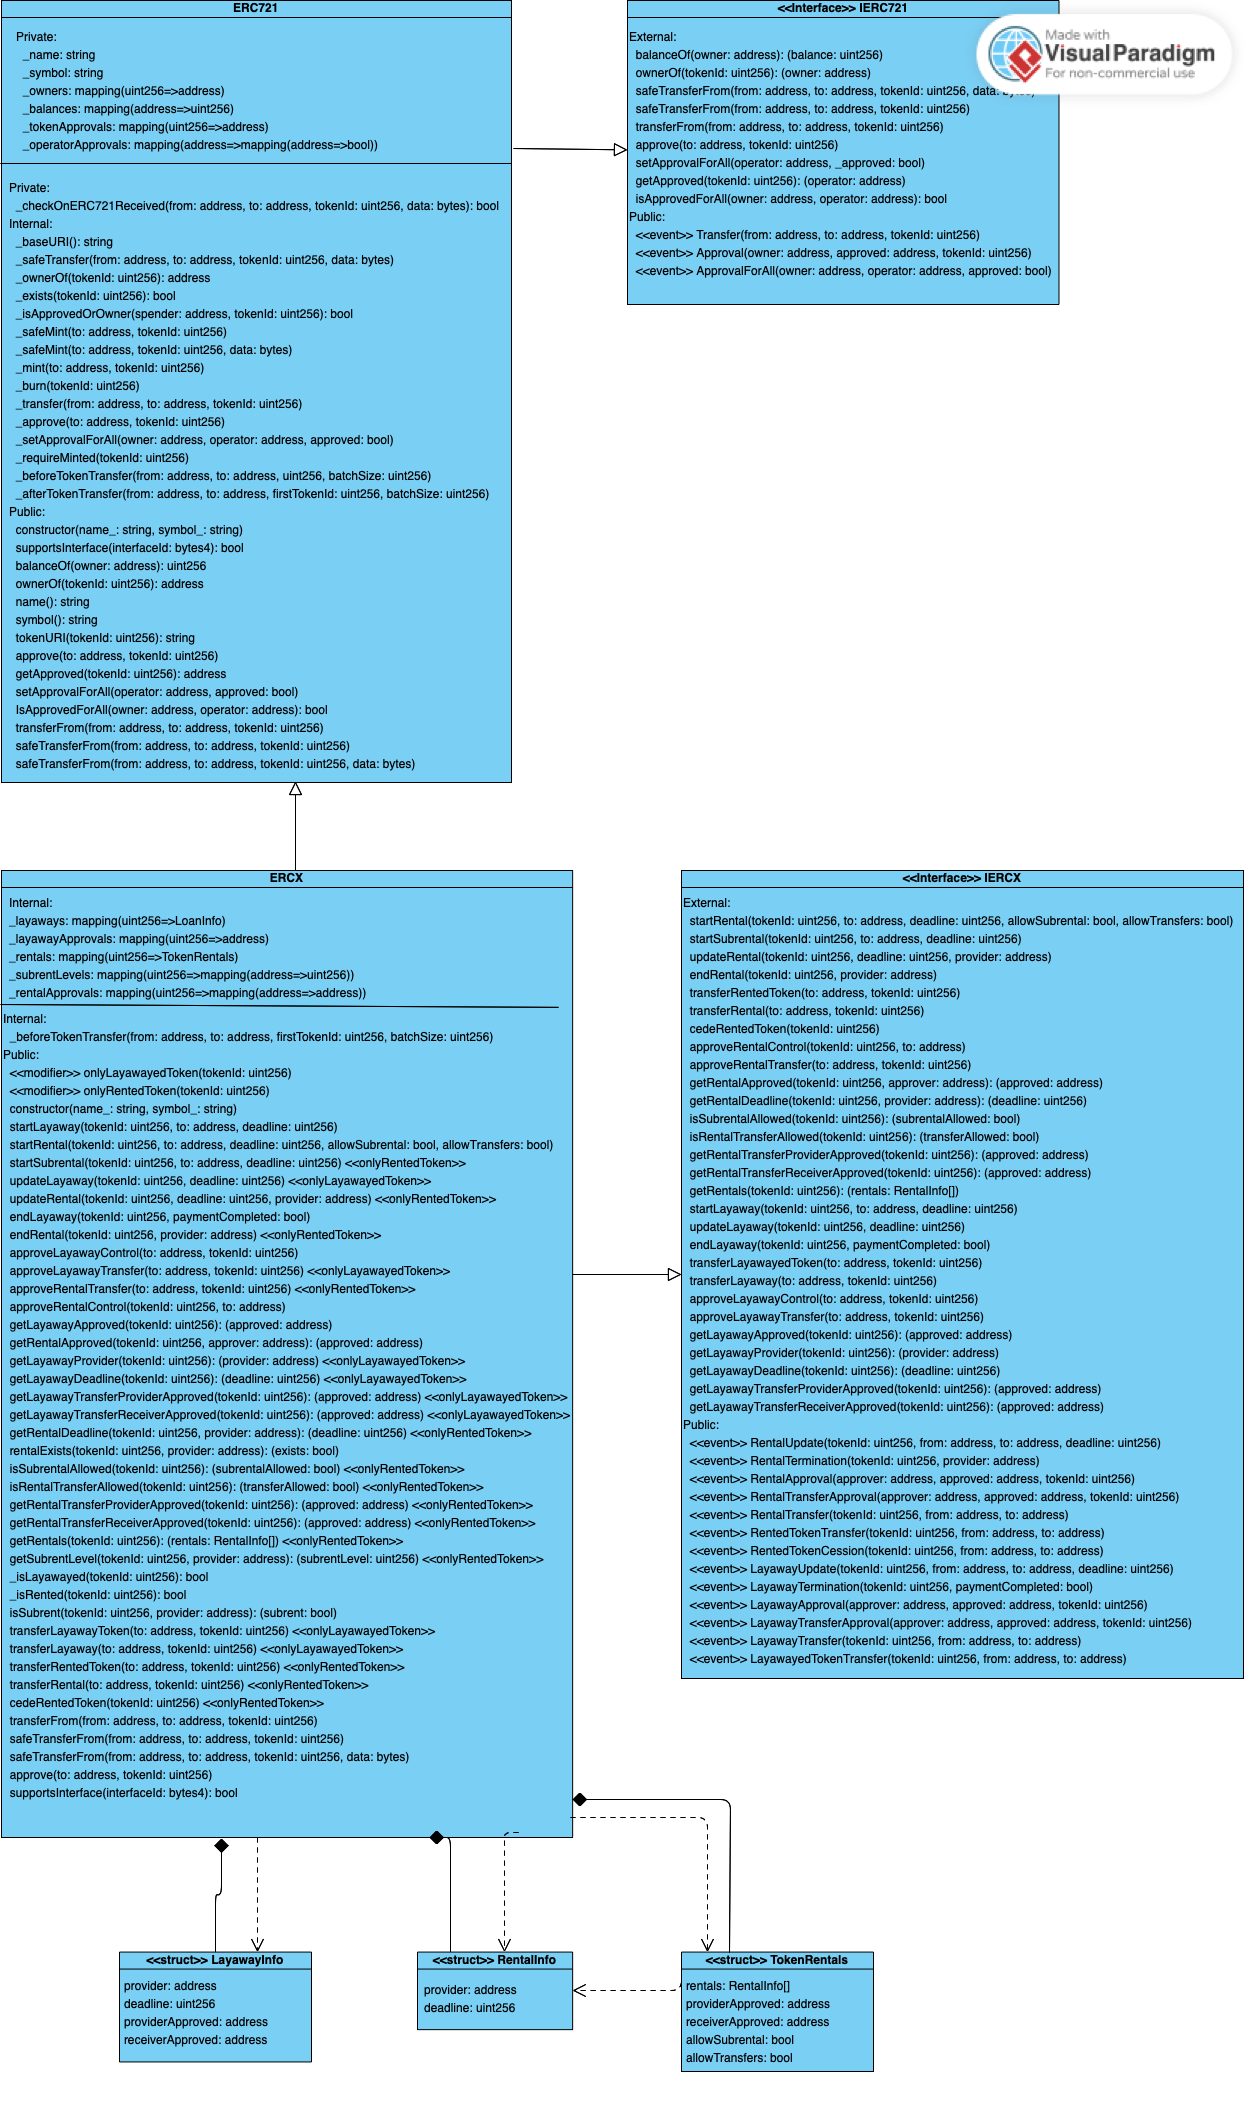 ERC721
Private:
_name: string
_symbol: string
_owners: mapping(uint256=>address)
_balances: mapping(address=>uint256)
_tokenApprovals: mapping(uint256=>address)
_operatorApprovals: mapping(address=>mapping(address=>bool))
Private:
_checkOnERC721Received(from: address, to: address, tokenId: uint256, data: bytes): bool
Internal:
_baseURI(): string
_safeTransfer(from: address, to: address, tokenId: uint256, data: bytes)
_ownerOf(tokenId: uint256): address
_exists(tokenId: uint256): bool
_isApprovedOrOwner(spender: address, tokenId: uint256): bool
_safeMint(to: address, tokenId: uint256)
_safeMint(to: address, tokenId: uint256, data: bytes)
_mint(to: address, tokenId: uint256)
_burn(tokenId: uint256)
_transfer(from: address, to: address, tokenId: uint256)
_approve(to: address, tokenId: uint256)
_setApprovalForAll(owner: address, operator: address, approved: bool)
_requireMinted(tokenId: uint256)
_beforeTokenTransfer(from: address, to: address, uint256, batchSize: uint256)
_afterTokenTransfer(from: address, to: address, firstTokenId: uint256, batchSize: uint256)
Public:
constructor(name_: string, symbol_: string)
supportsInterface(interfaceId: bytes4): bool
balanceOf(owner: address): uint256
ownerOf(tokenId: uint256): address
name(): string
symbol(): string
tokenURI(tokenId: uint256): string
approve(to: address, tokenId: uint256)
getApproved(tokenId: uint256): address
setApprovalForAll(operator: address, approved: bool)
IsApprovedForAll(owner: address, operator: address): bool
transferFrom(from: address, to: address, tokenId: uint256)
safeTransferFrom(from: address, to: address, tokenId: uint256)
safeTransferFrom(from: address, to: address, tokenId: uint256, data: bytes)
<<Interface>> IERC721
External:
balanceOf(owner: address): (balance: uint256)
ownerOf(tokenId: uint256): (owner: address)
safeTransferFrom(from: address, to: address, tokenId: uint256, data:
safeTransferFrom(from: address, to: address, tokenId: uint256)
transferFrom(from: address, to: address, tokenId: uint256)
approve(to: address, tokenId: uint256)
setApprovalForAll(operator: address, _approved: bool)
getApproved(tokenId: uint256): (operator: address)
isApprovedForAll(owner: address, operator: address): bool
Public:
<<event>> Transfer(from: address, to: address, tokenId: uint256)
<<event>> Approval(owner: address, approved: address, tokenId: uint256)
<<event>> ApprovalForAll(owner: address, operator: address, approved: bool)
Made with
Visual Paradigm
For non-commercial use
ERCX
Internal:
_layaways: mapping(uint256=>LoanInfo)
_layawayApprovals: mapping(uint256=>address)
_rentals: mapping(uint256=>TokenRentals)
_subrentLevels: mapping(uint256=>mapping(address=>uint256))
_rentalApprovals: mapping(uint256=>mapping(address=>address))
Internal:
_beforeTokenTransfer(from: address, to: address, firstTokenId: uint256, batchSize: uint256)
Public:
<<modifier>> onlyLayawayedToken(tokenId: uint256)
<<modifier>> onlyRentedToken(tokenId: uint256)
constructor(name_: string, symbol_: string)
startLayaway(tokenId: uint256, to: address, deadline: uint256)
startRental(tokenId: uint256, to: address, deadline: uint256, allowSubrental: bool, allowTransfers: bool)
startSubrental(tokenId: uint256, to: address, deadline: uint256) <<onlyRentedToken>>
updateLayaway(tokenId: uint256, deadline: uint256) <<onlyLayawayedToken>>
updateRental(tokenId: uint256, deadline: uint256, provider: address) <<onlyRentedToken>>
endLayaway(tokenId: uint256, paymentCompleted: bool)
endRental(tokenId: uint256, provider: address) <<onlyRentedToken>>
approveLayawayControl(to: address, tokenId: uint256)
approveLayawayTransfer(to: address, tokenId: uint256) <<onlyLayawayedToken>>
approveRentalTransfer(to: address, tokenId: uint256) <<onlyRentedToken>>
approveRentalControl(tokenId: uint256, to: address)
getLayawayApproved(tokenId: uint256): (approved: address)
getRentalApproved(tokenId: uint256, approver: address): (approved: address)
getLayawayProvider(tokenId: uint256): (provider: address) <<onlyLayawayedToken>>
getLayawayDeadline(tokenId: uint256): (deadline: uint256) <<onlyLayawayedToken>>
getLayawayTransferProviderApproved(tokenId: uint256): (approved: address) <<onlyLayawayedToken>>
getLayawayTransferReceiverApproved(tokenId: uint256): (approved: address) <<onlyLayawayedToken>>
getRentalDeadline(tokenId: uint256, provider: address): (deadline: uint256) <<onlyRentedToken>>
rentalExists(tokenId: uint256, provider: address): (exists: bool)
isSubrentalAllowed(tokenId: uint256): (subrentalAllowed: bool) <<onlyRentedToken>>
isRentalTransferAllowed(tokenId: uint256): (transferAllowed: bool) <<onlyRentedToken>>
getRentalTransferProviderApproved(tokenId: uint256): (approved: address) <<onlyRentedToken>>
getRentalTransferReceiverApproved(tokenId: uint256): (approved: address) <<onlyRentedToken>>
getRentals(tokenId: uint256): (rentals: RentalInfo[]) <<onlyRentedToken>>
getSubrentLevel(tokenId: uint256, provider: address): (subrentLevel: uint256) <<onlyRentedToken>>
_isLayawayed(tokenId: uint256): bool
_isRented(tokenId: uint256): bool
isSubrent(tokenId: uint256, provider: address): (subrent: bool)
transferLayawayToken(to: address, tokenId: uint256) <<onlyLayawayedToken>>
transferLayaway(to: address, tokenId: uint256) <<onlyLayawayedToken>>
transferRentedToken(to: address, tokenId: uint256) <<onlyRentedToken>>
transferRental(to: address, tokenId: uint256) <<onlyRentedToken>>
cedeRentedToken(tokenId: uint256) <<onlyRentedToken>>
transferFrom(from: address, to: address, tokenId: uint256)
safeTransferFrom(from: address, to: address, tokenId: uint256)
safeTransferFrom(from: address, to: address, tokenId: uint256, data: bytes)
approve(to: address, tokenId: uint256)
supportsInterface(interfaceId: bytes4): bool
<<Interface>> IERCX
External:
startRental(tokenId: uint256, to: address, deadline: uint256, allowSubrental: bool, allowTransfers: bool)
startSubrental(tokenId: uint256, to: address, deadline: uint256)
updateRental(tokenId: uint256, deadline: uint256, provider: address)
endRental(tokenId: uint256, provider: address)
transferRentedToken(to: address, tokenId: uint256)
transferRental(to: address, tokenId: uint256)
cedeRentedToken(tokenId: uint256)
approveRentalControl(tokenId: uint256, to: address)
approveRentalTransfer(to: address, tokenId: uint256)
getRentalApproved(tokenId: uint256, approver: address): (approved: address)
getRentalDeadline(tokenId: uint256, provider: address): (deadline: uint256)
isSubrentalAllowed(tokenId: uint256): (subrentalAllowed: bool)
isRentalTransferAllowed(tokenId: uint256): (transferAllowed: bool)
getRentalTransferProviderApproved(tokenId: uint256): (approved: address)
getRentalTransferReceiverApproved(tokenId: uint256): (approved: address)
getRentals(tokenId: uint256): (rentals: RentalInfo[])
startLayaway(tokenId: uint256, to: address, deadline: uint256)
updateLayaway(tokenId: uint256, deadline: uint256)
endLayaway(tokenId: uint256, paymentCompleted: bool)
transferLayawayedToken(to: address, tokenId: uint256)
transferLayaway(to: address, tokenId: uint256)
approveLayawayControl(to: address, tokenId: uint256)
approveLayawayTransfer(to: address, tokenId: uint256)
getLayawayApproved(tokenId: uint256): (approved: address)
getLayawayProvider(tokenId: uint256): (provider: address)
getLayawayDeadline(tokenId: uint256): (deadline: uint256)
getLayawayTransferProviderApproved(tokenId: uint256): (approved: address)
getLayawayTransferReceiverApproved(tokenId: uint256): (approved: address)
Public:
<<event>> RentalUpdate(tokenId: uint256, from: address, to: address, deadline: uint256)
<<event>> RentalTermination(tokenId: uint256, provider: address)
<<event>> RentalApproval(approver: address, approved: address, tokenId: uint256)
<<event>> RentalTransferApproval(approver: address, approved: address, tokenId: uint256)
<<event>> RentalTransfer(tokenId: uint256, from: address, to: address)
<<event>> RentedTokenTransfer(tokenId: uint256, from: address, to: address)
<<event>> RentedTokenCession(tokenId: uint256, from: address, to: address)
<<event>> LayawayUpdate(tokenId: uint256, from: address, to: address, deadline: uint256)
<<event>> LayawayTermination(tokenId: uint256, paymentCompleted: bool)
<<event>> LayawayApproval(approver: address, approved: address, tokenId: uint256)
<<event>> LayawayTransferApproval(approver: address, approved: address, tokenId: uint256)
<<event>> LayawayTransfer(tokenId: uint256, from: address, to: address)
<<event>> LayawayedTokenTransfer(tokenId: uint256, from: address, to: address)
<<struct>> LayawayInfo
provider: address
deadline: uint256
providerApproved: address
receiverApproved: address
<<struct>> RentalInfo
provider: address
deadline: uint256
<<struct>> TokenRentals
rentals: RentalInfo[]
providerApproved: address
receiverApproved: address
allowSubrental: bool
allowTransfers: bool